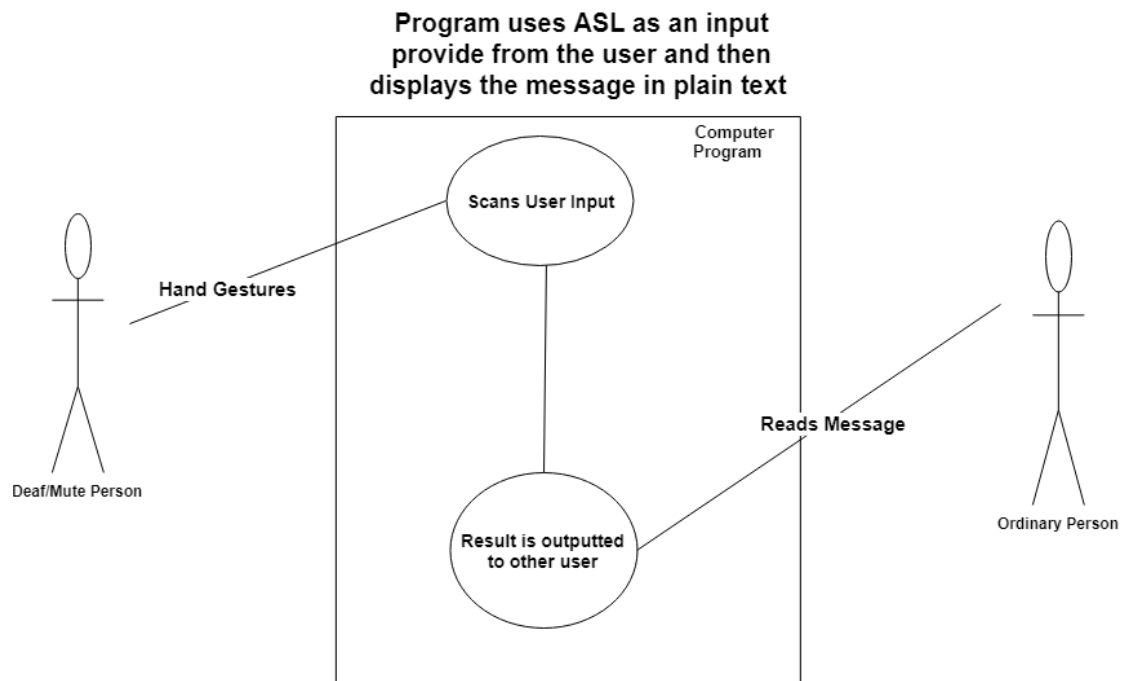 Program uses ASL as an input
provide from the user and then
displays the message in plain text
Computer
Program
Scans User Input
Hand Gestures
Reads Message
Deaf/Mute Person
Ordinary Person
Result is outputted
to other user